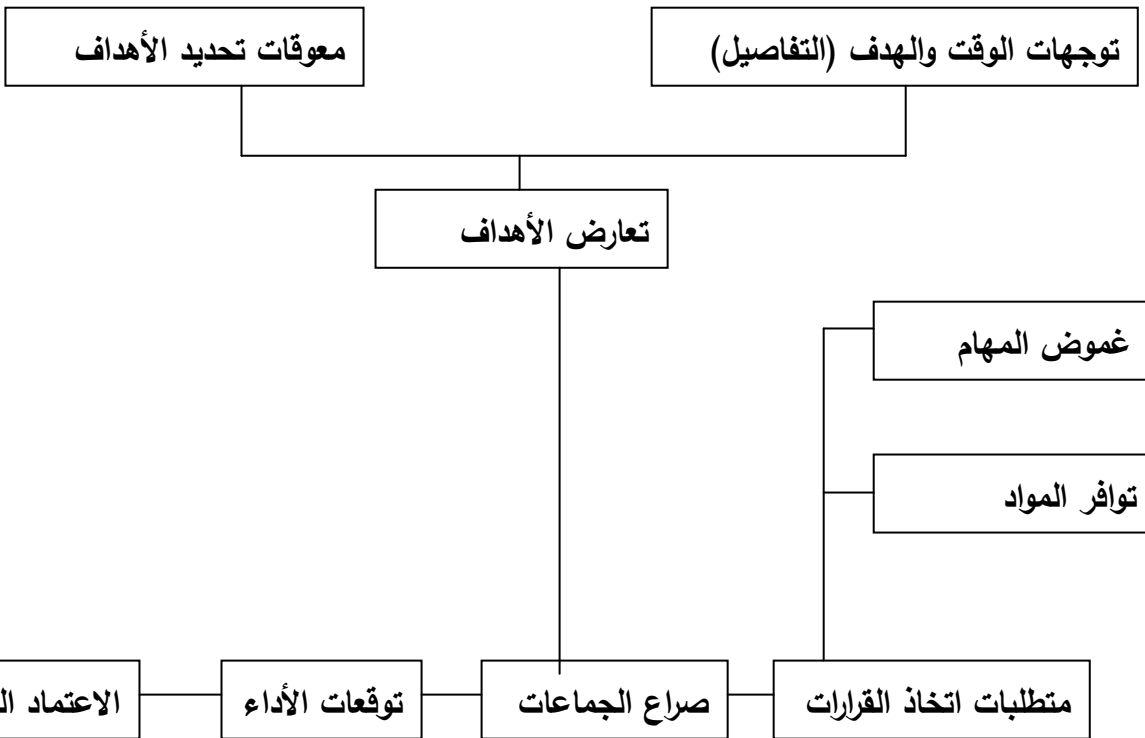 توجهات الوقت والهدف (التفاصيل)
معوقات تحديد الأهداف
تعارض الأهداف
غموض المهام
توافر المواد
متطلبات اتخاذ القرارات
صراع الجماعات
توقعات الأداء
الاعتماد